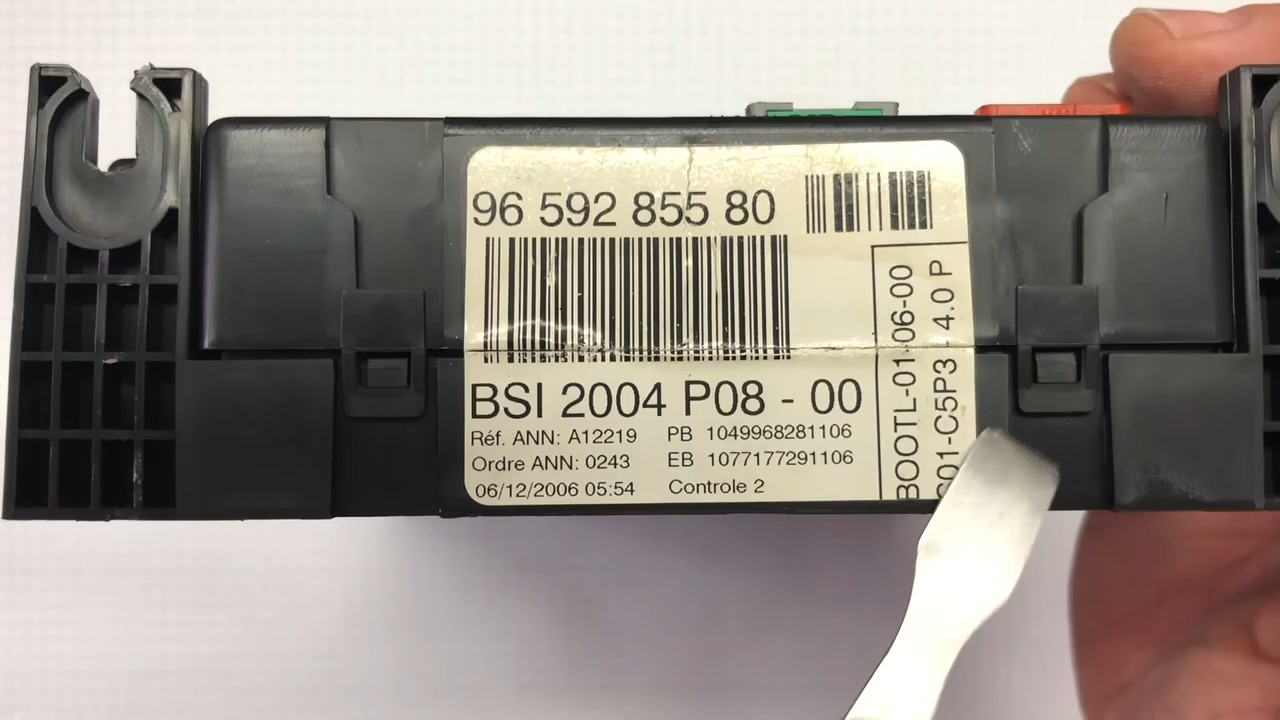 96 592 855 80
BSI 2004 P08 - 00
Réf. ANN: A12219 PB 1049968281106
Ordre ANN: 0243 EB 1077177291106
06/12/2006 05:54 Controle 2
BOOTL-01-06-00
S01-C5P3 - 4.0 P